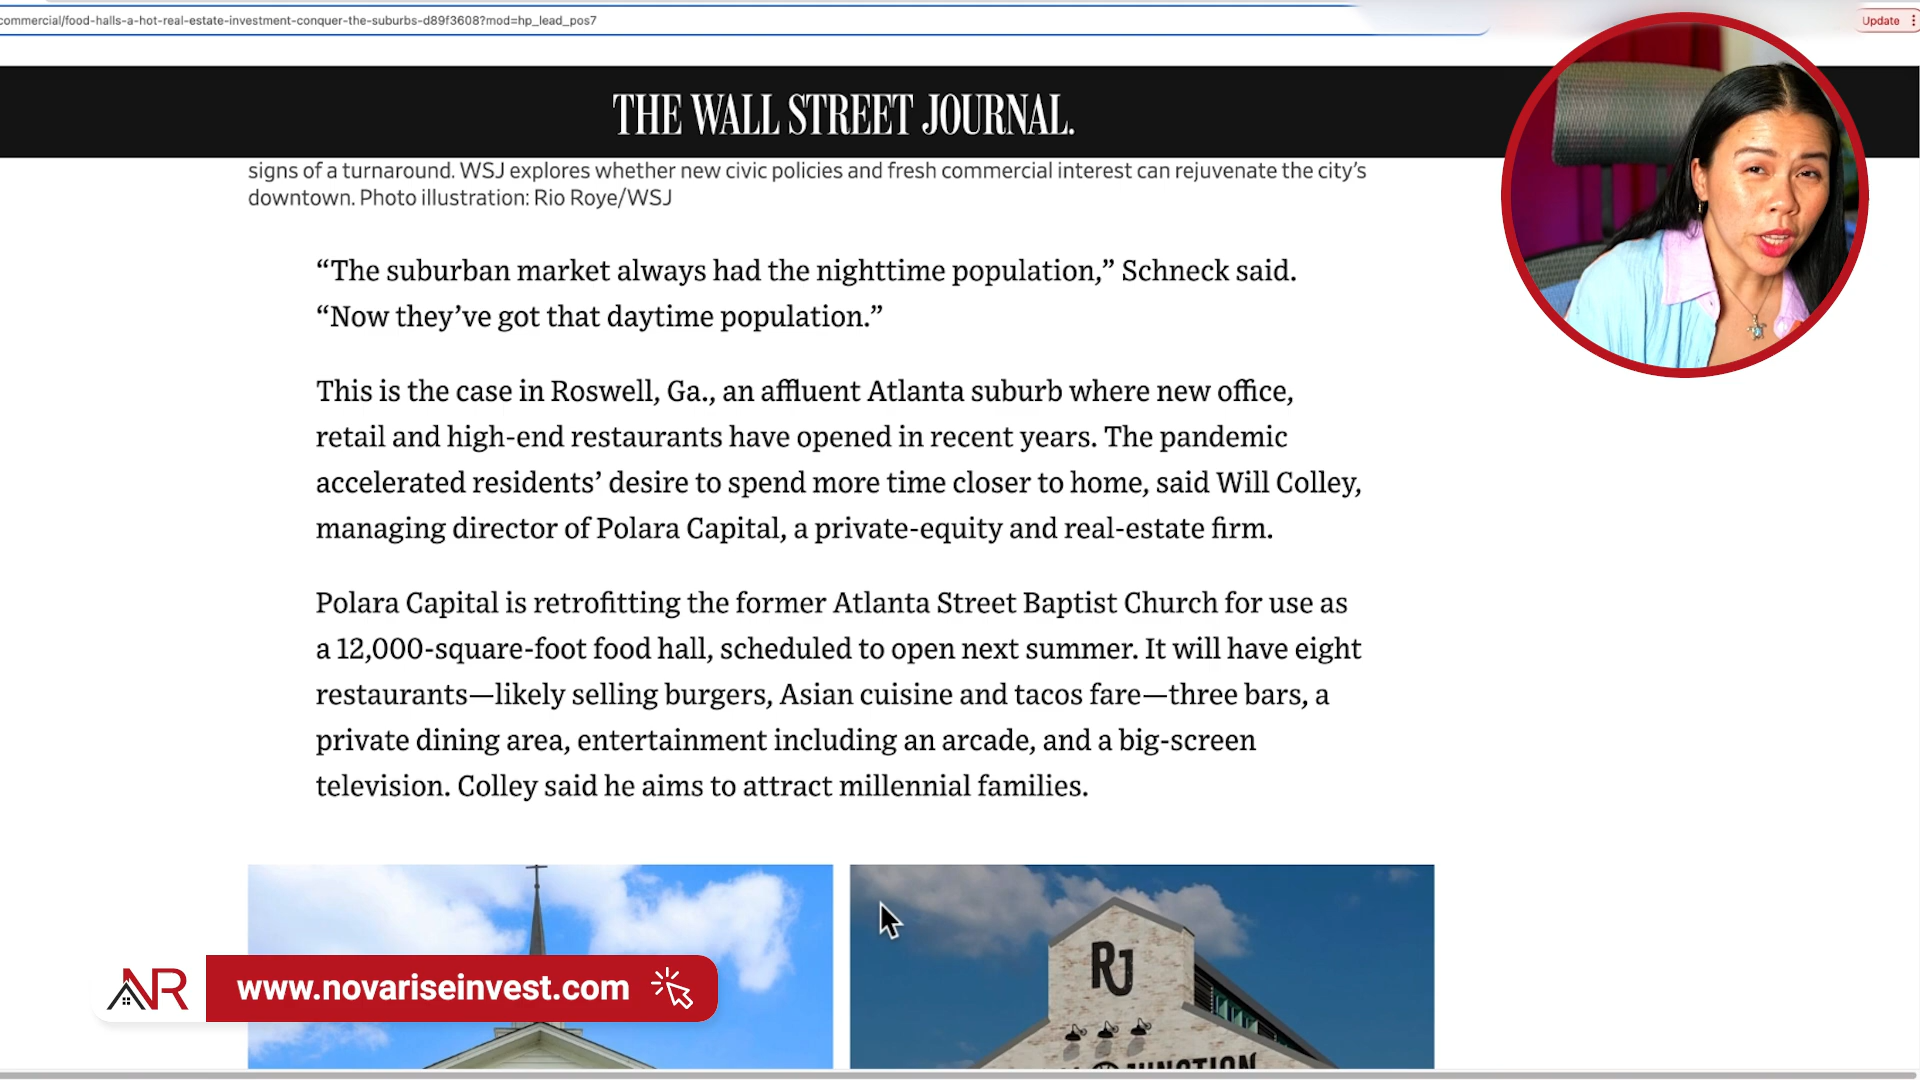 commercial/food-halls-a-hot-real-estate-investment-conquer-the-suburbs-d89f3608?mod=hp_lead_pos7
Update
THE WALL STREET JOURNAL.
signs of a turnaround. WSJ explores whether new civic policies and fresh commercial interest can rejuvenate the city’s
downtown. Photo illustration: Rio Roye/WSJ
“The suburban market always had the nighttime population,” Schneck said.
“Now they’ve got that daytime population.”
This is the case in Roswell, Ga., an affluent Atlanta suburb where new office,
retail and high-end restaurants have opened in recent years. The pandemic
accelerated residents’ desire to spend more time closer to home, said Will Colley,
managing director of Polara Capital, a private-equity and real-estate firm.
Polara Capital is retrofitting the former Atlanta Street Baptist Church for use as
a 12,000-square-foot food hall, scheduled to open next summer. It will have eight
restaurants—likely selling burgers, Asian cuisine and tacos fare—three bars, a
private dining area, entertainment including an arcade, and a big-screen
television. Colley said he aims to attract millennial families.
RJ
JUNCTION
NR
www.novariseinvest.com